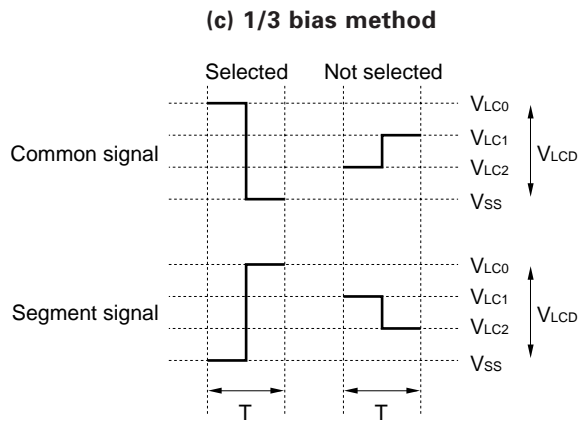 (c) 1/3 bias method
Selected Not selected
Common signal
VLC0
VLC1
VLC2
VSS
VLCD
Segment signal
VLC0
VLC1
VLC2
VSS
VLCD
T T